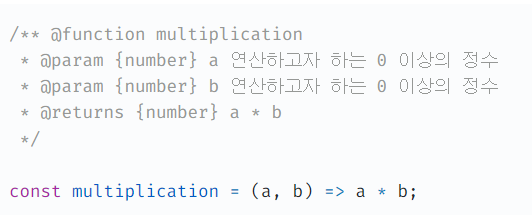 /** @function multiplication
 * @param {number} a 연산하고자 하는 0 이상의 정수
 * @param {number} b 연산하고자 하는 0 이상의 정수
 * @returns {number} a * b
 */
const multiplication = (a, b) => a * b;